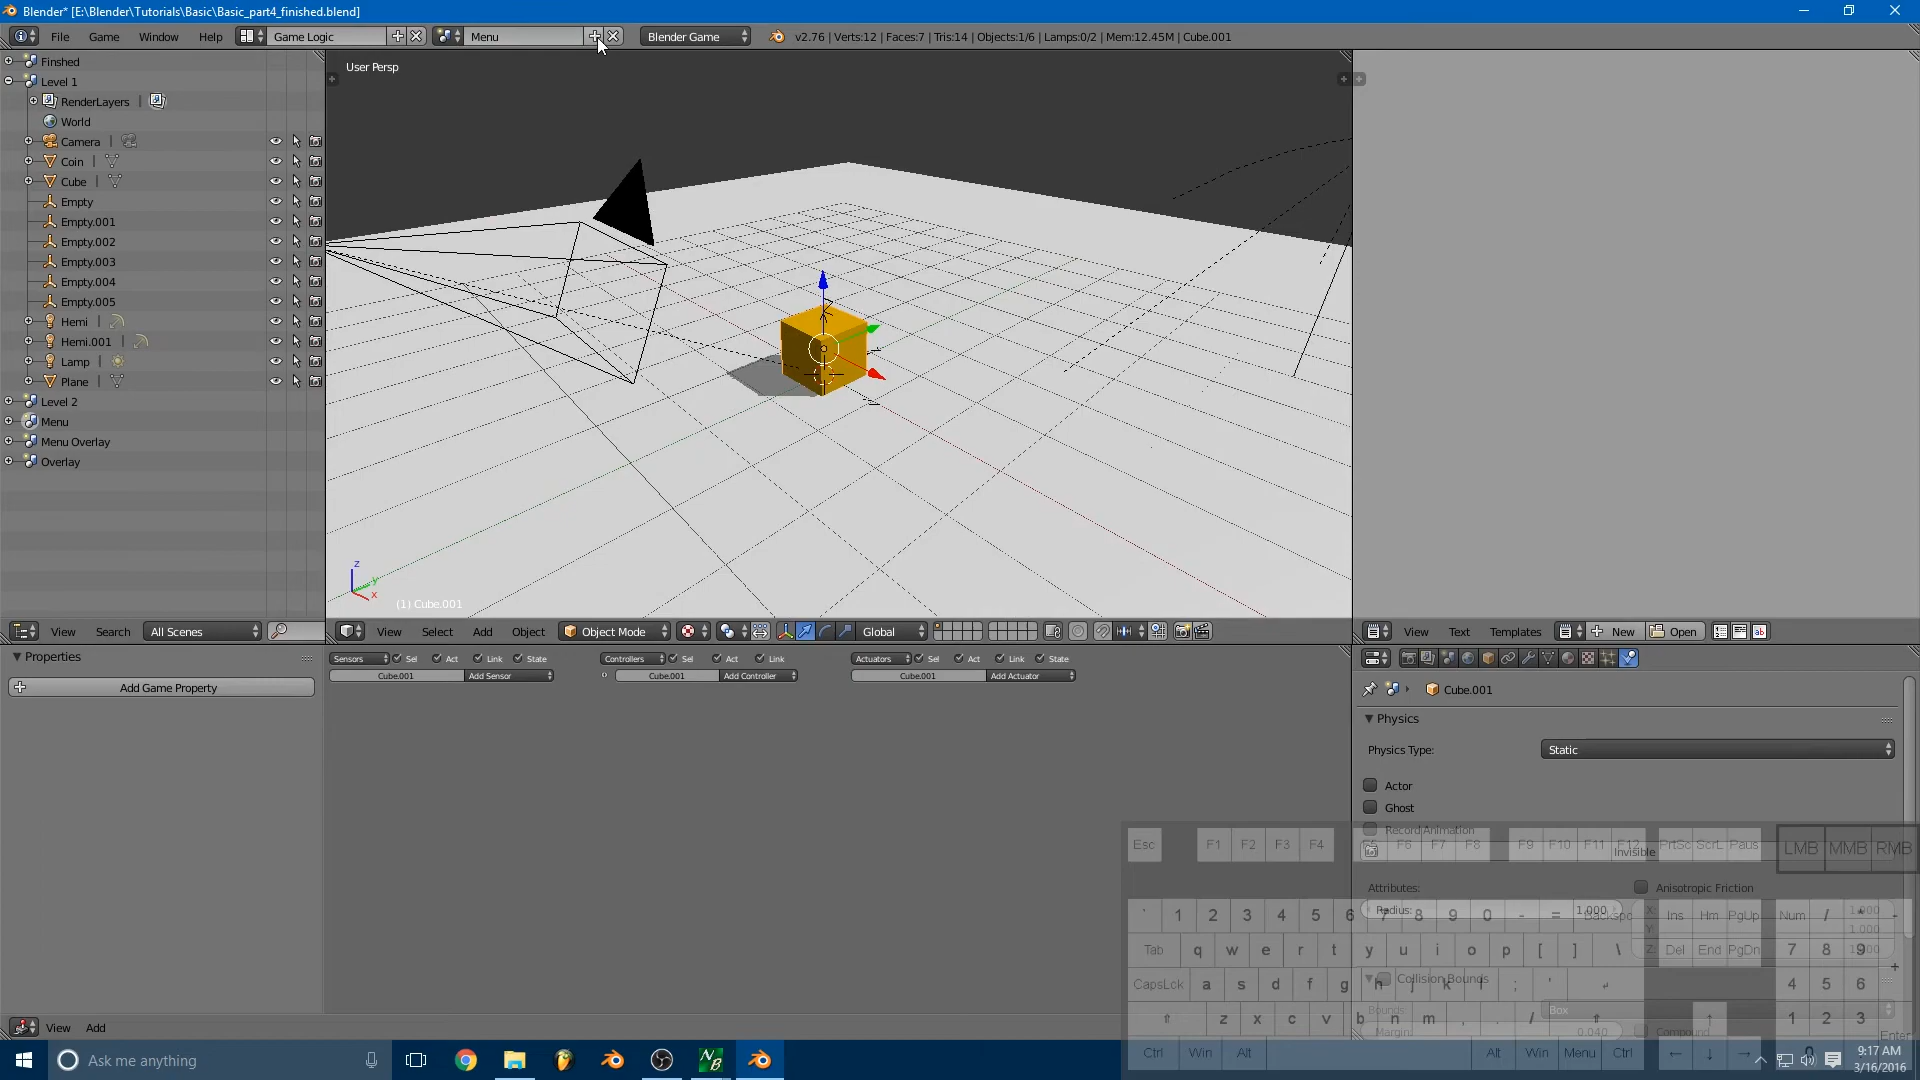 Blender* [E:\Blender\Tutorials\Basic\Basic_part4_finished.blend]
File Game Window Help Game Logic Menu Blender Game v2.76 | Verts:12 | Faces:7 | Tris:14 | Objects:1/6 | Lamps:0/2 | Mem:12.45M | Cube.001
Finshed
Level 1
RenderLayers |
World
Camera |
Coin |
Cube |
Empty
Empty.001
Empty.002
Empty.003
Empty.004
Empty.005
Hemi |
Hemi.001 |
Lamp |
Plane |
Level 2
Menu
Menu Overlay
Overlay
User Persp
z
y
x
(1) Cube.001
View Search All Scenes
View Select Add Object Object Mode Global
View Text Templates New Open
Properties
Add Game Property
Sensors Sel Act Link State
Cube.001 Add Sensor
Controllers Sel Act Link
Cube.001 Add Controller
Actuators Sel Act Link State
Cube.001 Add Actuator
Cube.001
Physics
Physics Type: Static
Actor
Ghost
Record Animation
Invisible
Attributes:
Anisotropic Friction
Radius: 1.000
Collision Bounds
Bounds: Box
Margin: 0.040 Compound
Esc F1 F2 F3 F4 F6 F7 F8 F9 F10 F11 F12 PrtSc ScrL Paus LMB MMB RMB
` 1 2 3 4 5 6 7 8 9 0 - = Backspc Ins Hm PgUp Num / * -
Tab q w e r t y u i o p [ ] \ Del End PgDn 7 8 9 +
CapsLck a s d f g h j k l ; ' 4 5 6
z x c v b n m , . / 1 2 3 Enter
Ctrl Win Alt Alt Win Menu Ctrl
View Add
Ask me anything
9:17 AM
3/16/2016